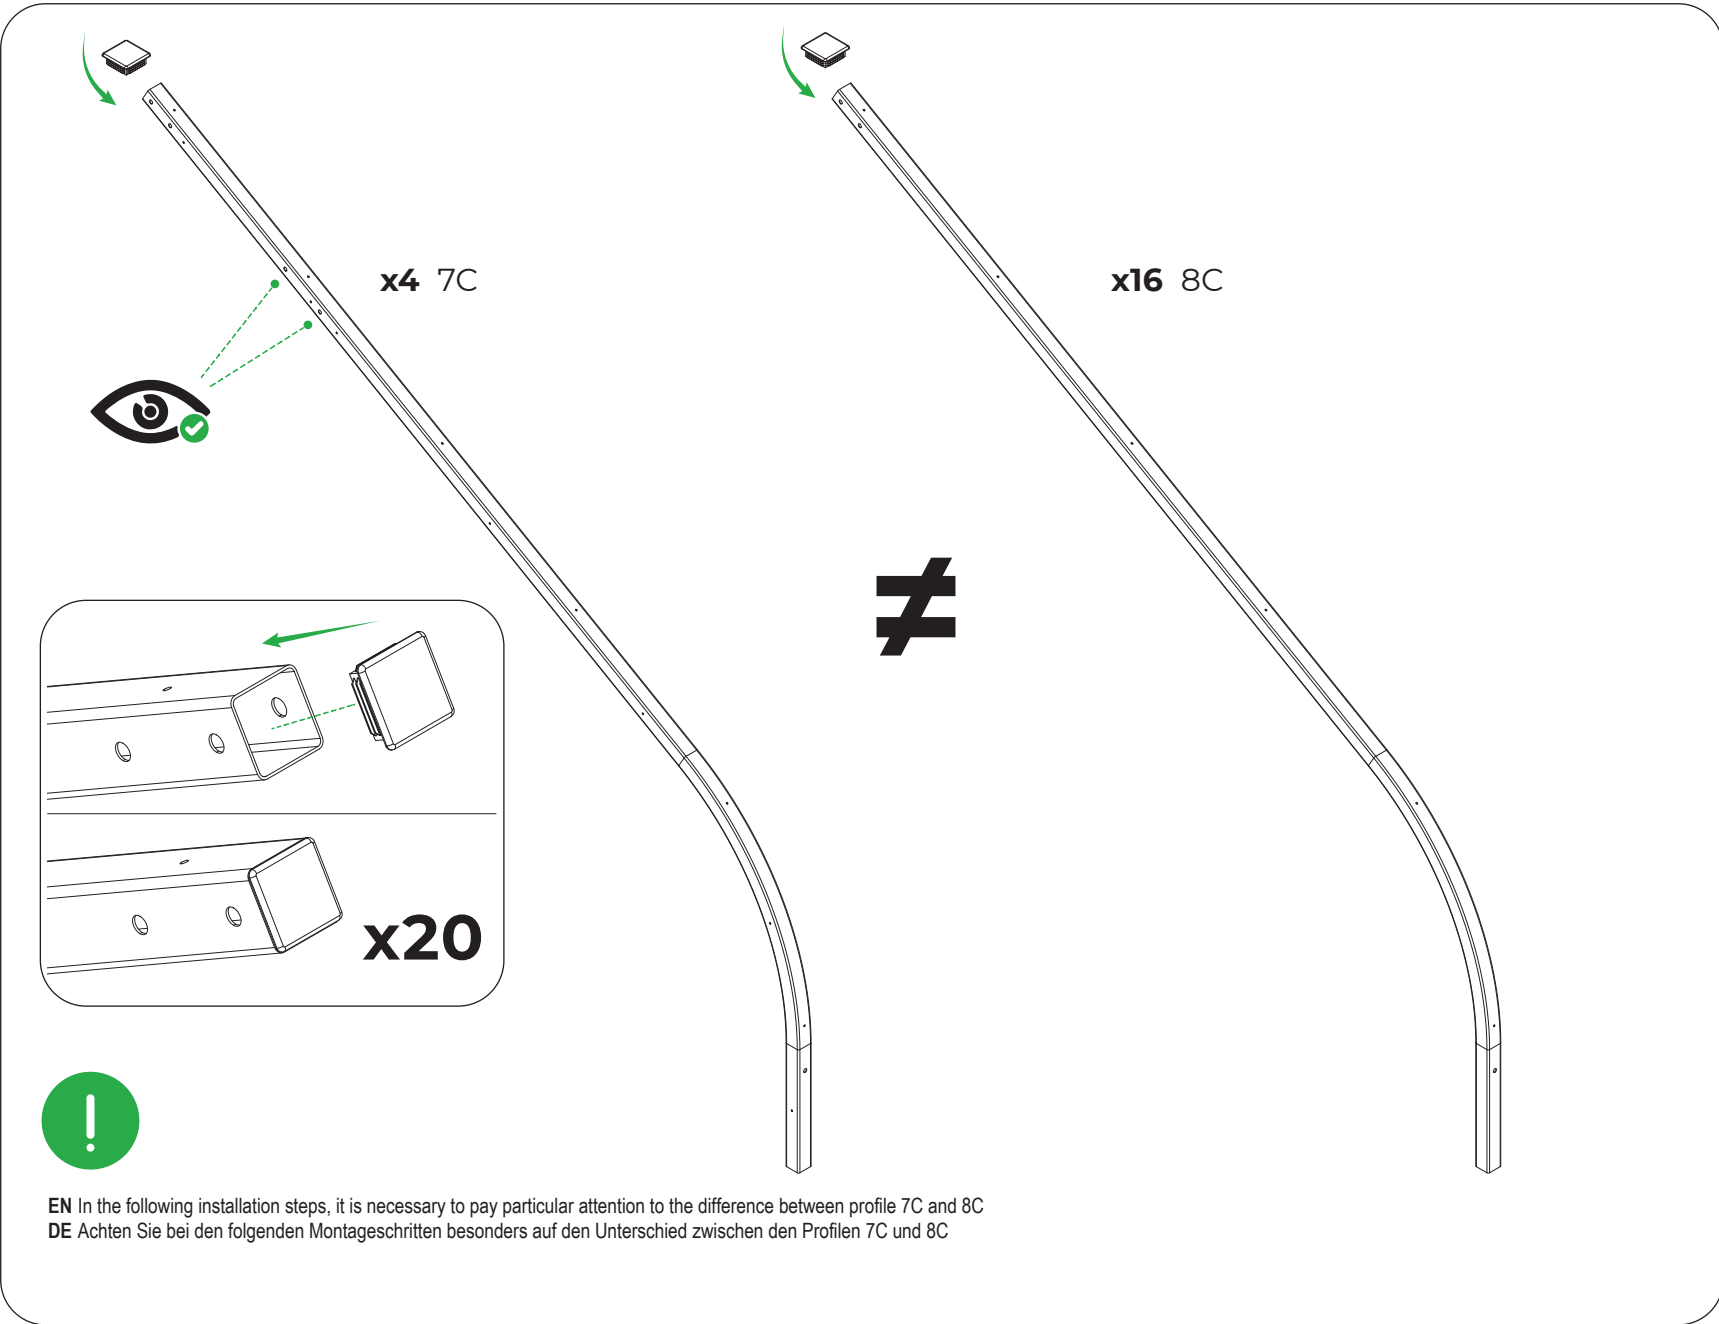 x4 7C
x16 8C
≠
x20
!
EN In the following installation steps, it is necessary to pay particular attention to the difference between profile 7C and 8C
DE Achten Sie bei den folgenden Montageschritten besonders auf den Unterschied zwischen den Profilen 7C und 8C